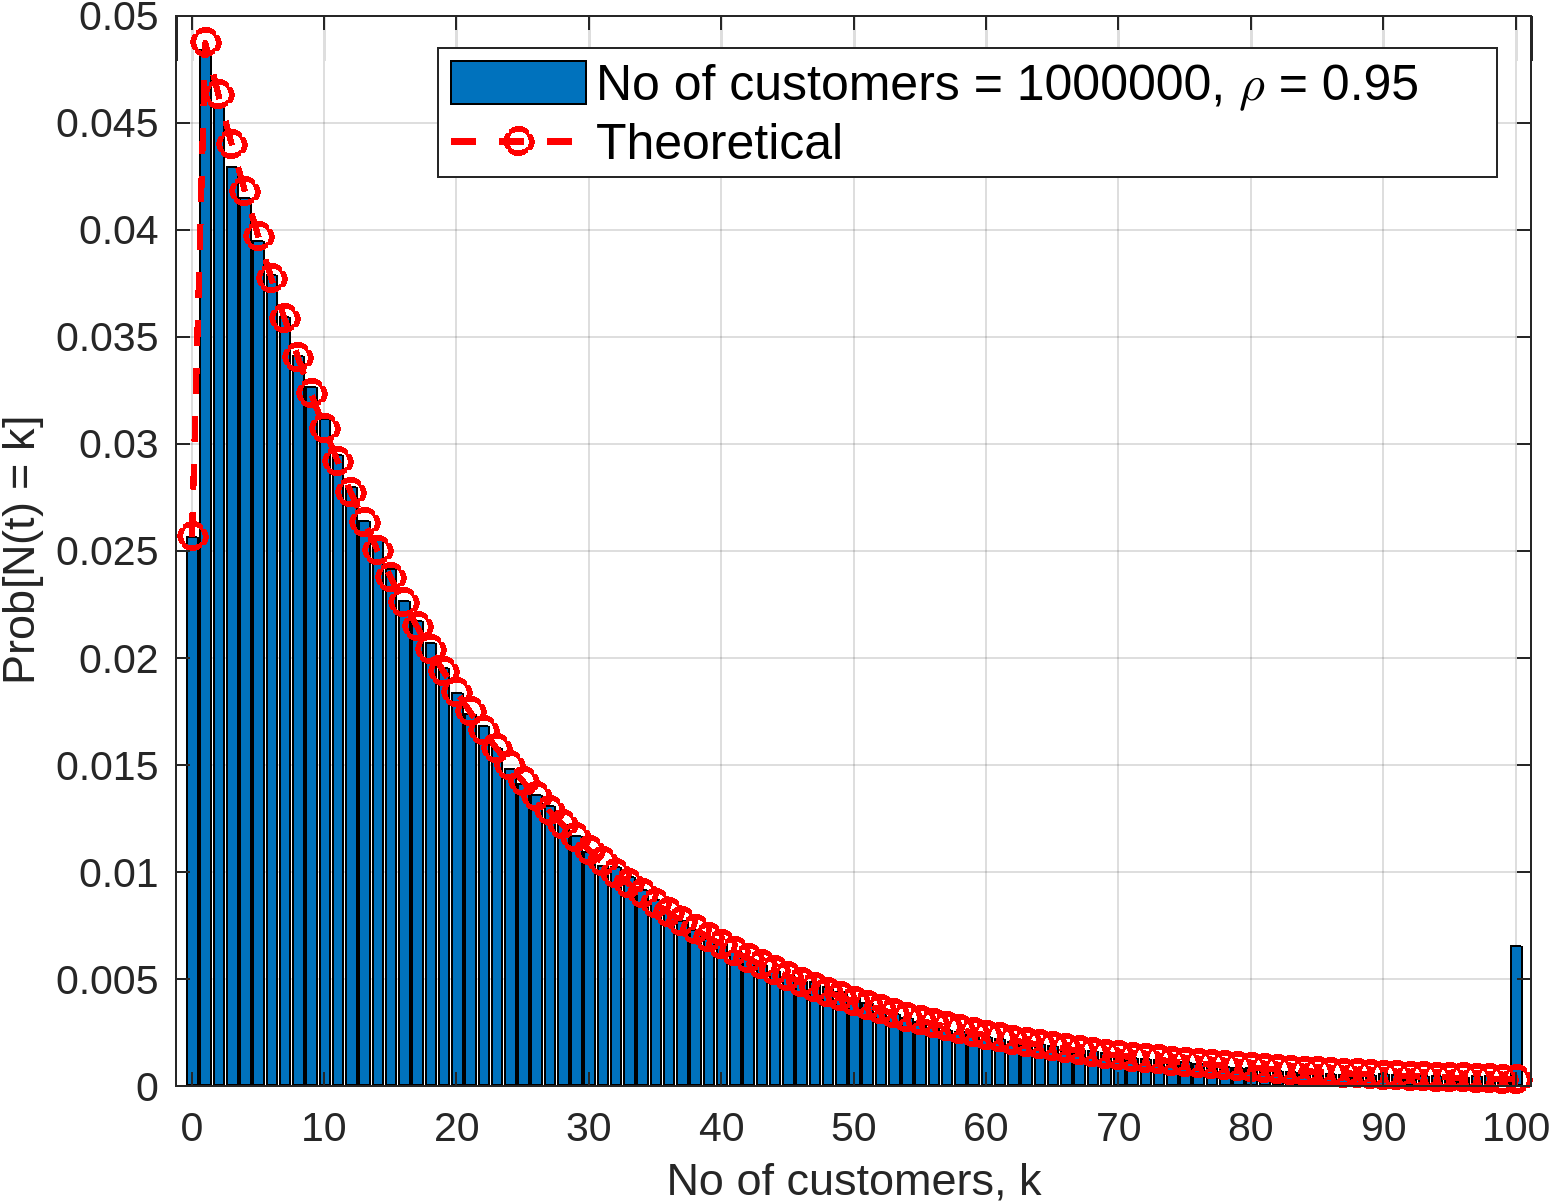 0.05
0.045
0.04
0.035
0.03
0.025
0.02
0.015
0.01
0.005
0
Prob[N(t) = k]
No of customers = 1000000, ρ = 0.95
Theoretical
0 10 20 30 40 50 60 70 80 90 100
No of customers, k